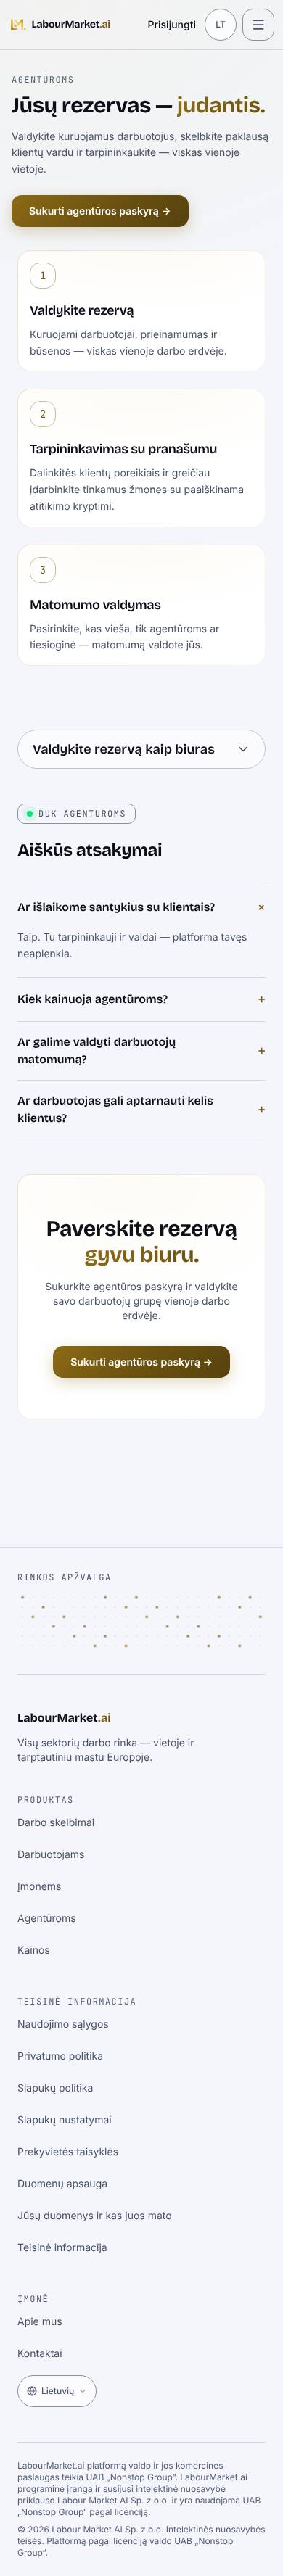 LabourMarket.ai
Prisijungti
LT
AGENTŪROMS
Jūsų rezervas — judantis.
Valdykite kuruojamus darbuotojus, skelbkite paklausą
klientų vardu ir tarpininkaukite — viskas vienoje
vietoje.
Sukurti agentūros paskyrą →
1
Valdykite rezervą
Kuruojami darbuotojai, prieinamumas ir
būsenos — viskas vienoje darbo erdvėje.
2
Tarpininkavimas su pranašumu
Dalinkitės klientų poreikiais ir greičiau
įdarbinkite tinkamus žmones su paaiškinama
atitikimo kryptimi.
3
Matomumo valdymas
Pasirinkite, kas vieša, tik agentūroms ar
tiesioginė — matomumą valdote jūs.
Valdykite rezervą kaip biuras
DUK AGENTŪROMS
Aiškūs atsakymai
Ar išlaikome santykius su klientais?
Taip. Tu tarpininkauji ir valdai — platforma tavęs
neaplenkia.
Kiek kainuoja agentūroms?
Ar galime valdyti darbuotojų
matomumą?
Ar darbuotojas gali aptarnauti kelis
klientus?
Paverskite rezervą
gyvu biuru.
Sukurkite agentūros paskyrą ir valdykite
savo darbuotojų grupę vienoje darbo
erdvėje.
Sukurti agentūros paskyrą →
RINKOS APŽVALGA
LabourMarket.ai
Visų sektorių darbo rinka — vietoje ir
tarptautiniu mastu Europoje.
PRODUKTAS
Darbo skelbimai
Darbuotojams
Įmonėms
Agentūroms
Kainos
TEISINĖ INFORMACIJA
Naudojimo sąlygos
Privatumo politika
Slapukų politika
Slapukų nustatymai
Prekyvietės taisyklės
Duomenų apsauga
Jūsų duomenys ir kas juos mato
Teisinė informacija
ĮMONĖ
Apie mus
Kontaktai
Lietuvių
LabourMarket.ai platformą valdo ir jos komercines
paslaugas teikia UAB „Nonstop Group“. LabourMarket.ai
programinė įranga ir susijusi intelektinė nuosavybė
priklauso Labour Market AI Sp. z o.o. ir yra naudojama UAB
„Nonstop Group“ pagal licenciją.
© 2026 Labour Market AI Sp. z o.o. Intelektinės nuosavybės
teisės. Platformą pagal licenciją valdo UAB „Nonstop
Group“.